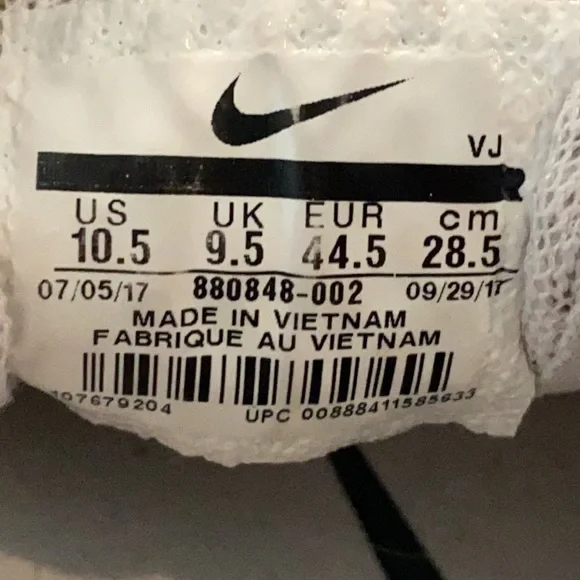 VJ
US UK EUR cm
10.5 9.5 44.5 28.5
07/05/17 880848-002 09/29/17
MADE IN VIETNAM
FABRIQUE AU VIETNAM
UPC 00888411585633